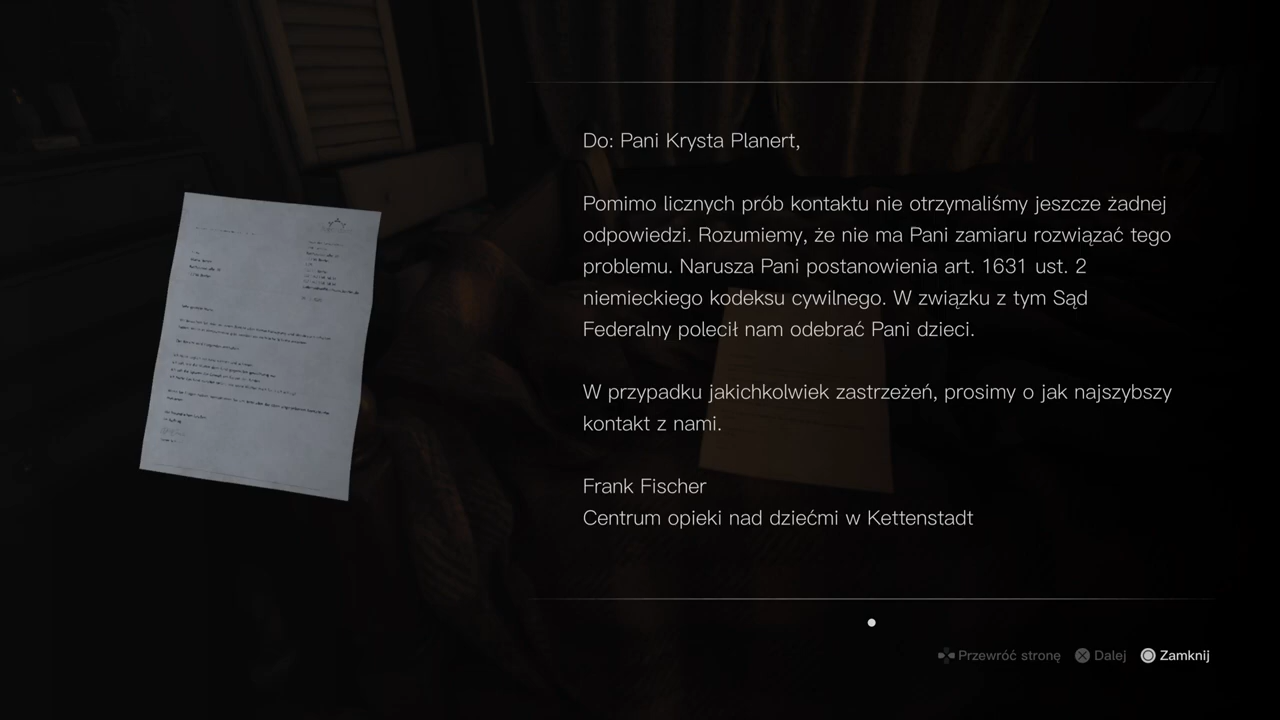 Do: Pani Krysta Planert,
Pomimo licznych prób kontaktu nie otrzymaliśmy jeszcze żadnej
odpowiedzi. Rozumiemy, że nie ma Pani zamiaru rozwiązać tego
problemu. Narusza Pani postanowienia art. 1631 ust. 2
niemieckiego kodeksu cywilnego. W związku z tym Sąd
Federalny polecił nam odebrać Pani dzieci.
W przypadku jakichkolwiek zastrzeżeń, prosimy o jak najszybszy
kontakt z nami.
Frank Fischer
Centrum opieki nad dziećmi w Kettenstadt
Przewróć stronę Dalej Zamknij